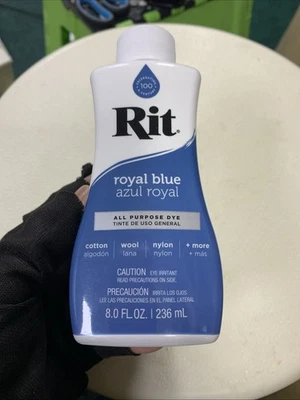 100
Rit®
royal blue
azul royal
ALL PURPOSE DYE
TINTE DE USO GENERAL
cotton wool nylon + more
algodón lana nylon + más
CAUTION EYE IRRITANT
READ PRECAUTIONS ON SIDE.
PRECAUCIÓN IRRITA LOS OJOS
LES LAS PRECAUCIONES EN EL PANEL LATERAL
8.0 FL.OZ. | 236 mL